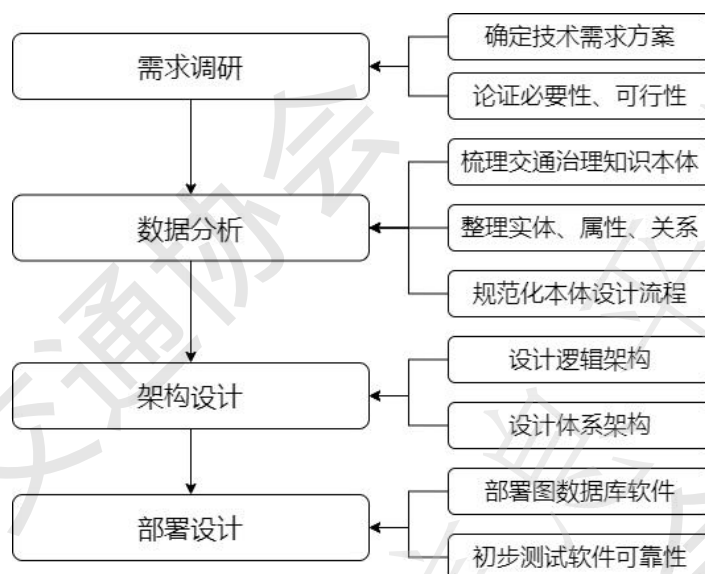 需求调研
确定技术需求方案
论证必要性、可行性
数据分析
梳理交通治理知识本体
整理实体、属性、关系
规范化本体设计流程
架构设计
设计逻辑架构
设计体系架构
部署设计
部署图数据库软件
初步测试软件可靠性
交通协会